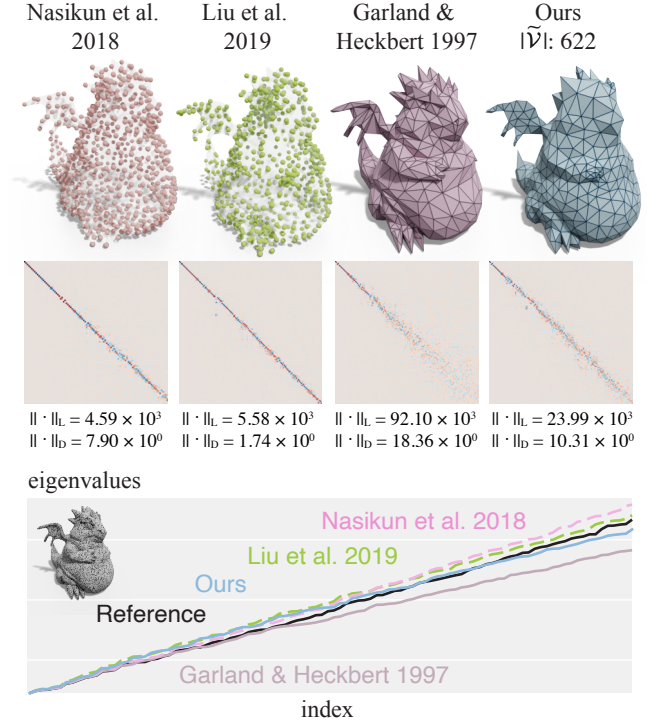 Nasikun et al.
2018
Liu et al.
2019
Garland &
Heckbert 1997
Ours
|Ṽ|: 622
|| · ||L = 4.59 × 10³
|| · ||D = 7.90 × 10⁰
|| · ||L = 5.58 × 10³
|| · ||D = 1.74 × 10⁰
|| · ||L = 92.10 × 10³
|| · ||D = 18.36 × 10⁰
|| · ||L = 23.99 × 10³
|| · ||D = 10.31 × 10⁰
eigenvalues
Nasikun et al. 2018
Liu et al. 2019
Ours
Reference
Garland & Heckbert 1997
index